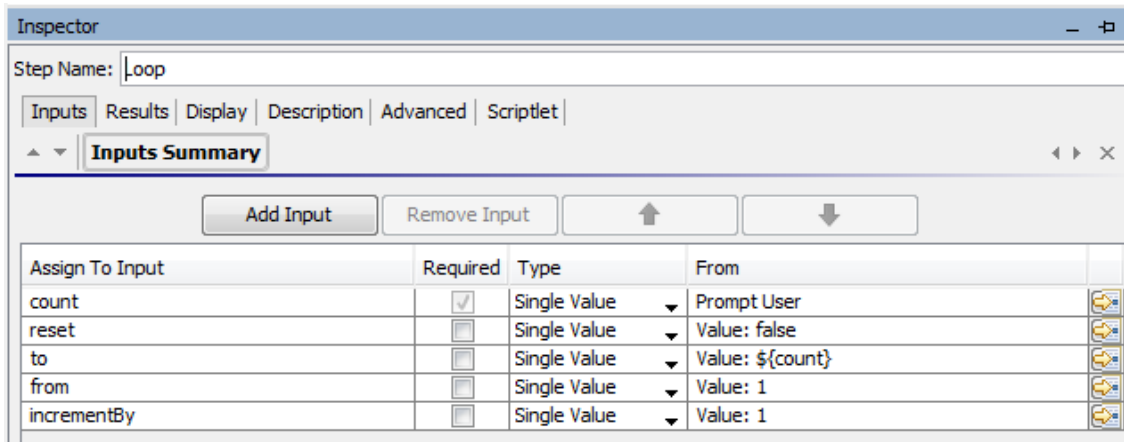 Inspector
Step Name: Loop
Inputs Results Display Description Advanced Scriptlet
Inputs Summary
Add Input Remove Input
Assign To Input Required Type From
count Single Value Prompt User
reset Single Value Value: false
to Single Value Value: ${count}
from Single Value Value: 1
incrementBy Single Value Value: 1